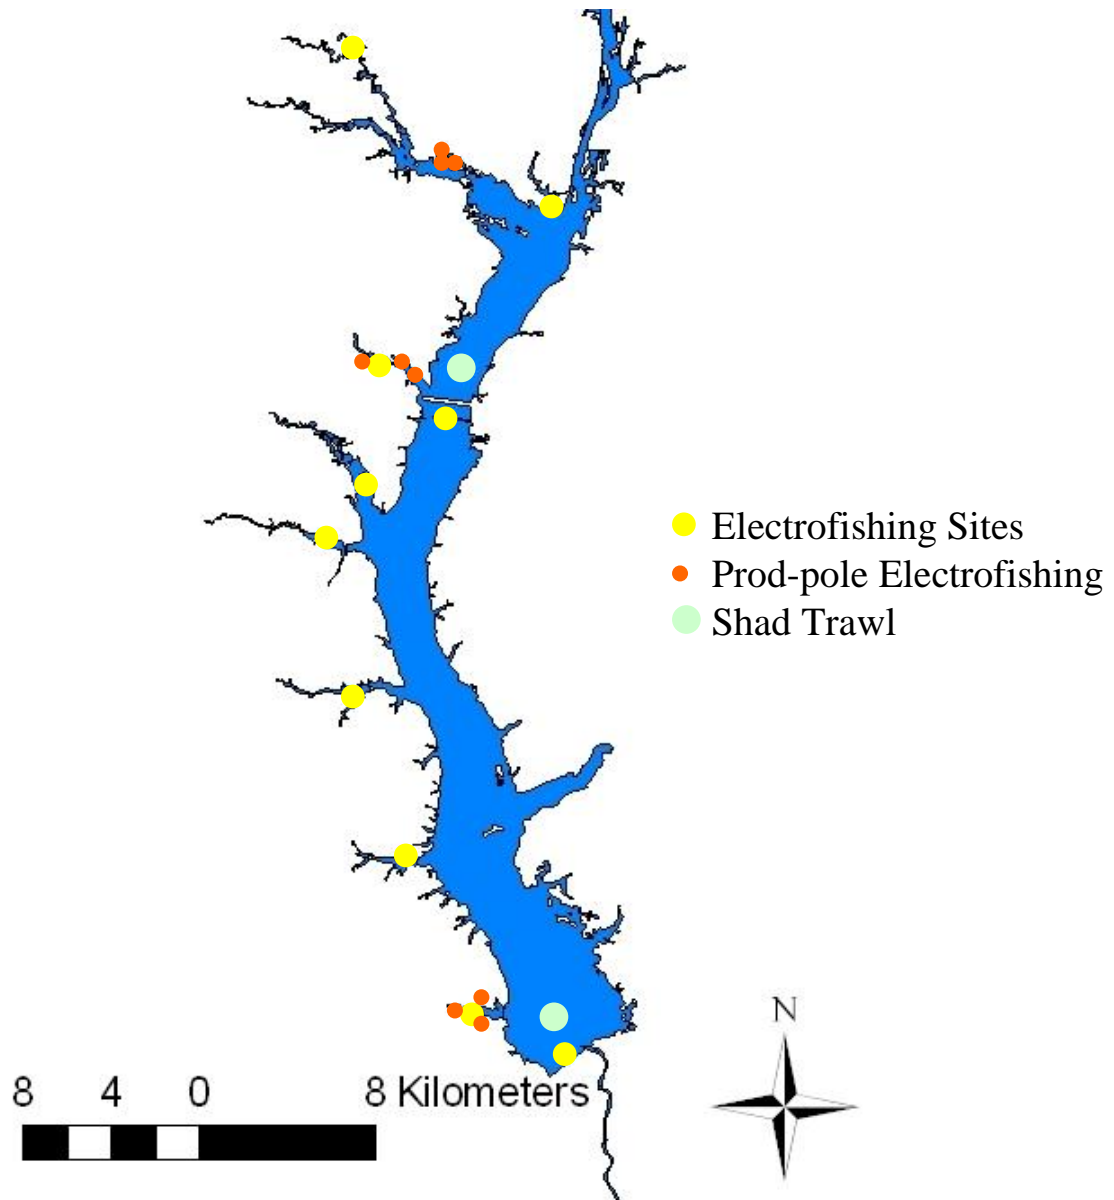 Electrofishing Sites
Prod-pole Electrofishing
Shad Trawl
N
8 4 0 8 Kilometers